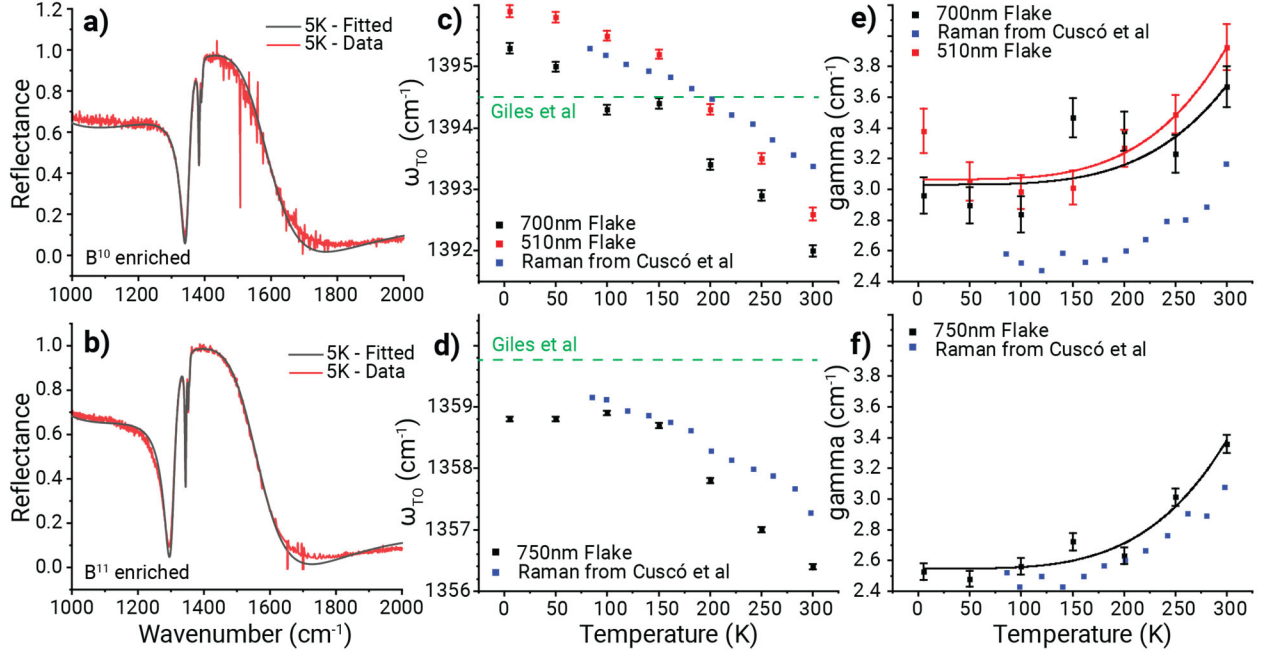 a)
5K - Fitted
5K - Data
1.2
1.0
0.8
0.6
0.4
0.2
0.0
Reflectance
B¹⁰ enriched
1000 1200 1400 1600 1800 2000
b)
5K - Fitted
5K - Data
1.0
0.8
0.6
0.4
0.2
0.0
Reflectance
B¹¹ enriched
1000 1200 1400 1600 1800 2000
Wavenumber (cm⁻¹)
c)
1395
1394
1393
1392
ω_TO (cm⁻¹)
Giles et al
700nm Flake
510nm Flake
Raman from Cuscó et al
0 50 100 150 200 250 300
d)
Giles et al
1359
1358
1357
1356
ω_TO (cm⁻¹)
750nm Flake
Raman from Cuscó et al
0 50 100 150 200 250 300
Temperature (K)
e)
700nm Flake
Raman from Cuscó et al
510nm Flake
3.8
3.6
3.4
3.2
3.0
2.8
2.6
2.4
gamma (cm⁻¹)
0 50 100 150 200 250 300
f)
750nm Flake
Raman from Cuscó et al
3.8
3.4
3.0
2.6
2.4
gamma (cm⁻¹)
0 50 100 150 200 250 300
Temperature (K)